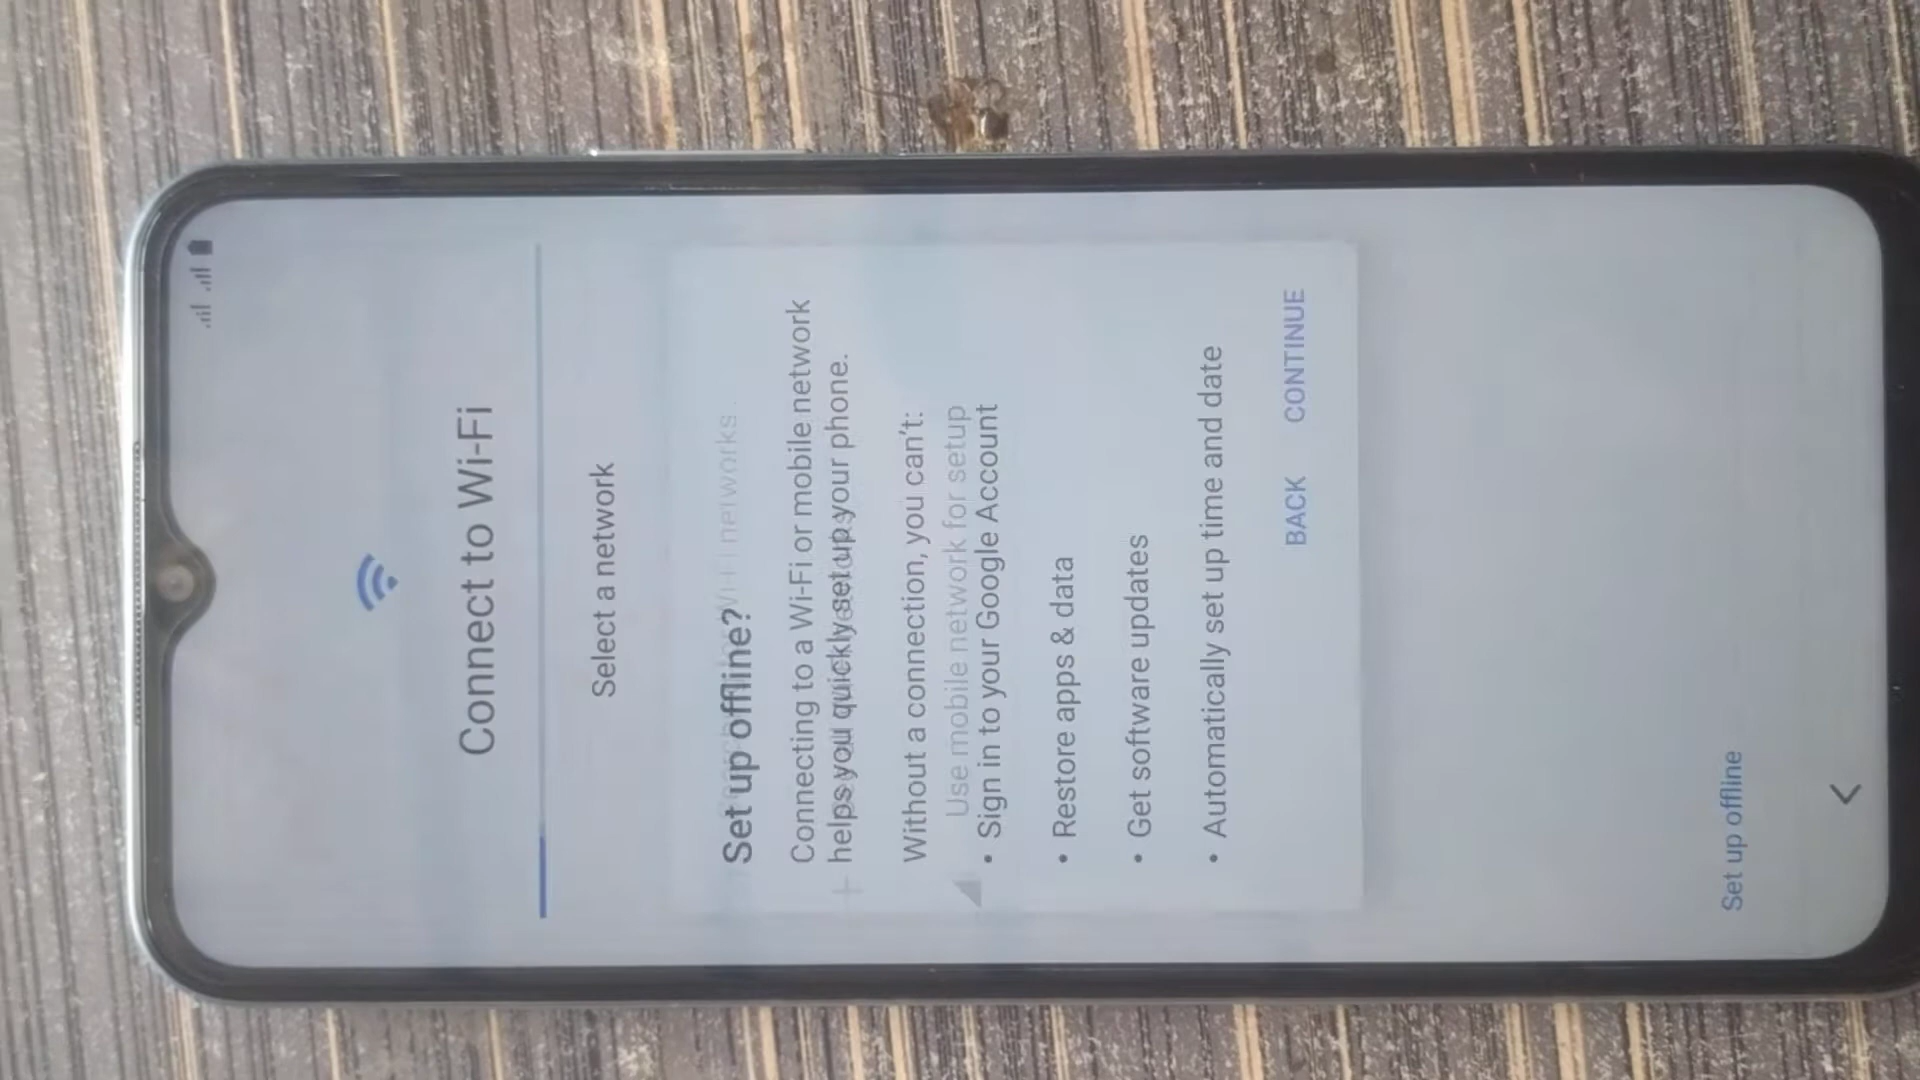 Connect to Wi-Fi
Select a network
Set up offline?
Connecting to a Wi-Fi or mobile network
helps you quickly set up your phone.
Without a connection, you can't:
Use mobile network for setup
• Sign in to your Google Account
• Restore apps & data
• Get software updates
• Automatically set up time and date
BACK CONTINUE
Set up offline